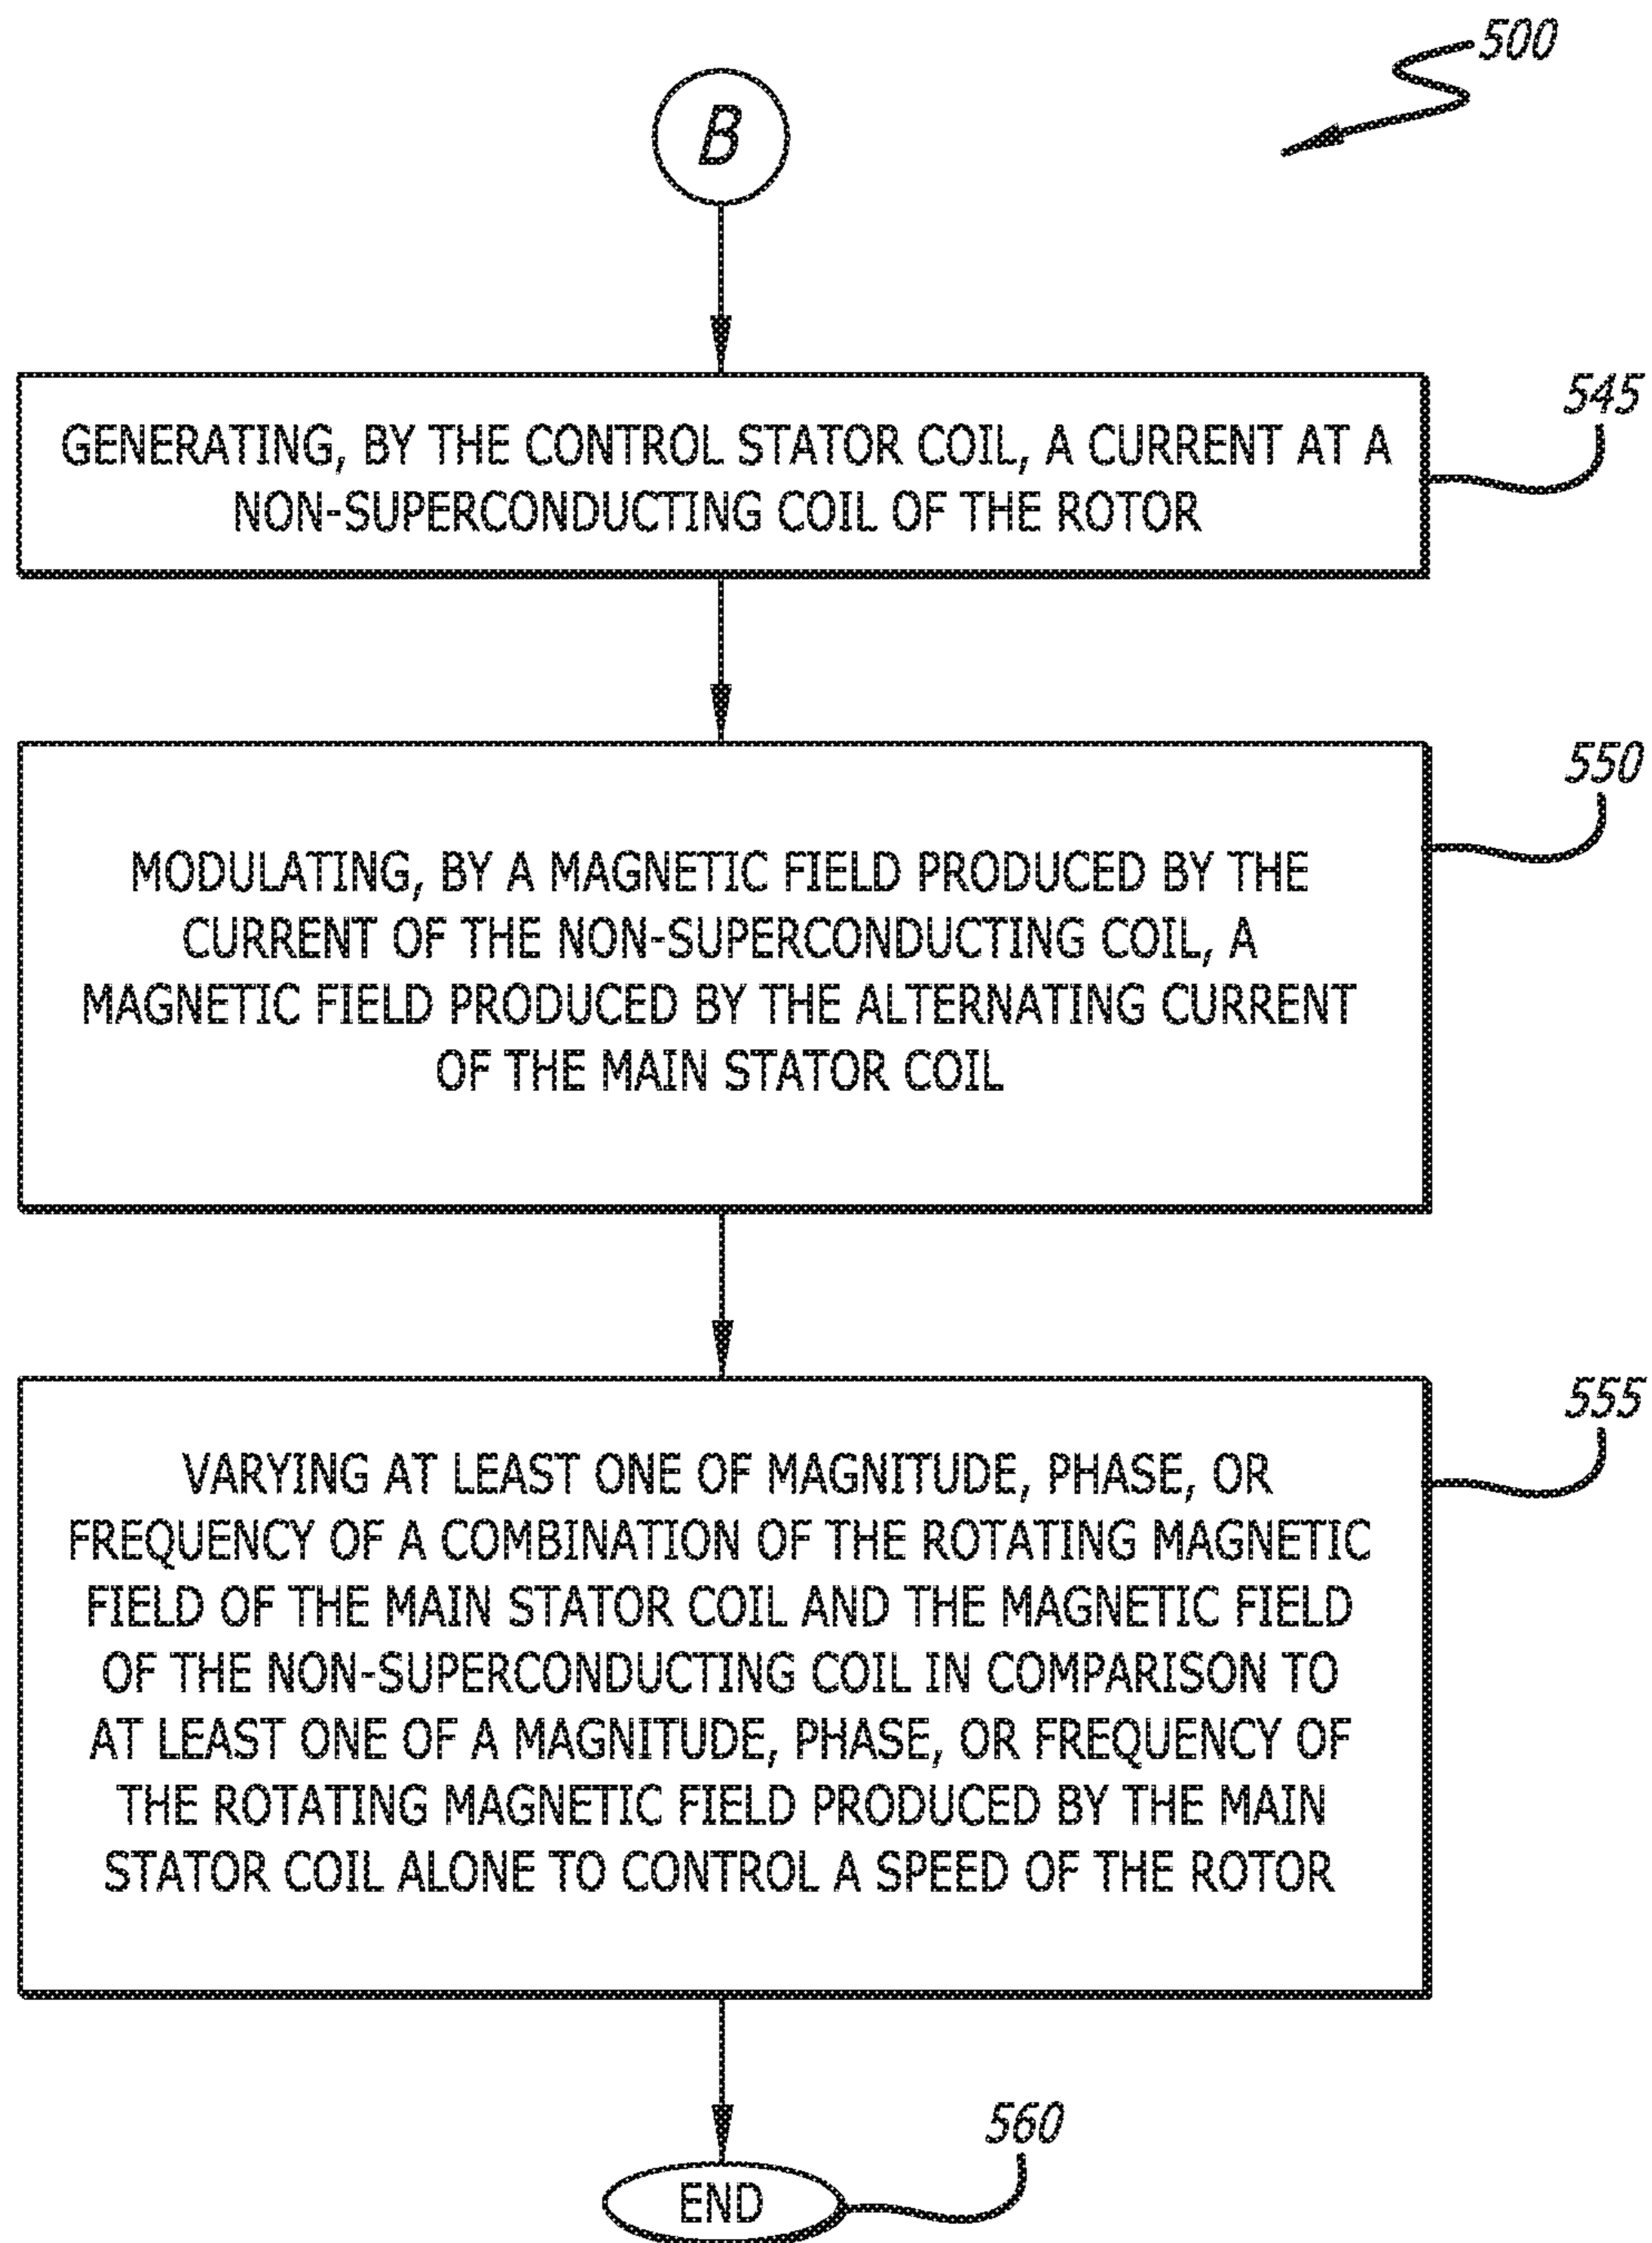 500
B
545
GENERATING, BY THE CONTROL STATOR COIL, A CURRENT AT A
NON-SUPERCONDUCTING COIL OF THE ROTOR
550
MODULATING, BY A MAGNETIC FIELD PRODUCED BY THE
CURRENT OF THE NON-SUPERCONDUCTING COIL, A
MAGNETIC FIELD PRODUCED BY THE ALTERNATING CURRENT
OF THE MAIN STATOR COIL
555
VARYING AT LEAST ONE OF MAGNITUDE, PHASE, OR
FREQUENCY OF A COMBINATION OF THE ROTATING MAGNETIC
FIELD OF THE MAIN STATOR COIL AND THE MAGNETIC FIELD
OF THE NON-SUPERCONDUCTING COIL IN COMPARISON TO
AT LEAST ONE OF A MAGNITUDE, PHASE, OR FREQUENCY OF
THE ROTATING MAGNETIC FIELD PRODUCED BY THE MAIN
STATOR COIL ALONE TO CONTROL A SPEED OF THE ROTOR
560
END